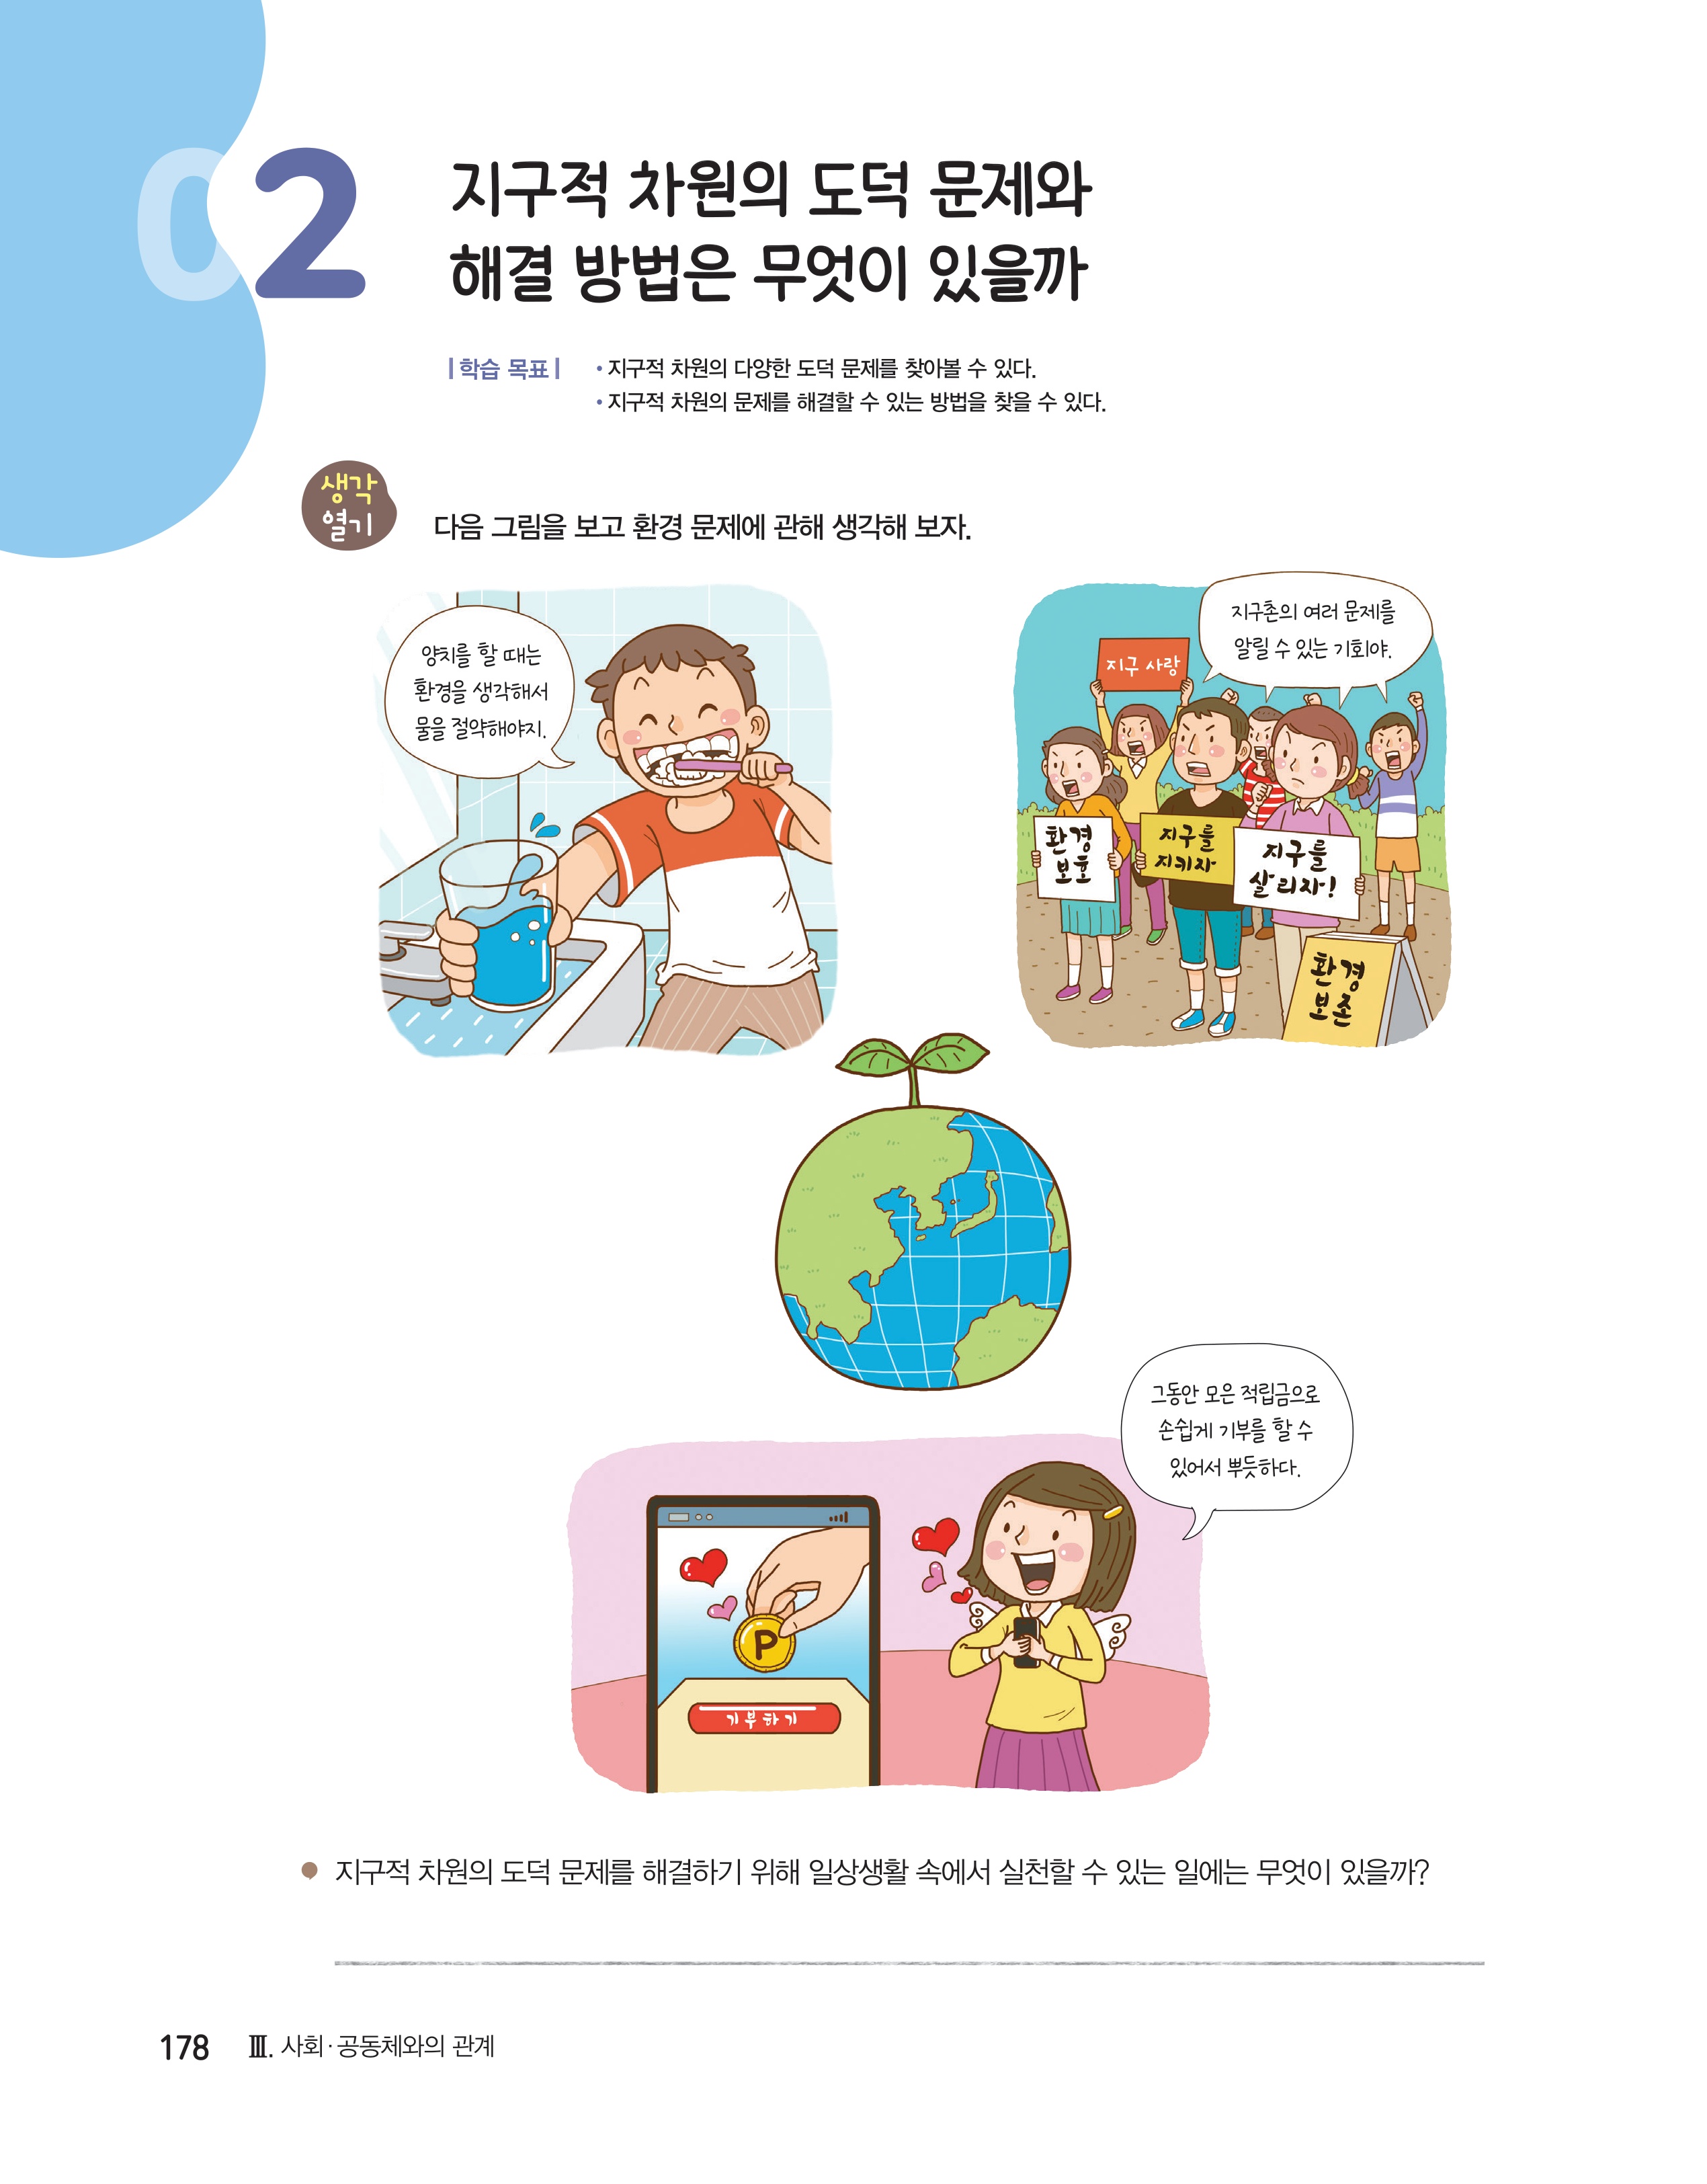 02
지구적 차원의 도덕 문제와
해결 방법은 무엇이 있을까
| 학습 목표 |
• 지구적 차원의 다양한 도덕 문제를 찾아볼 수 있다.
• 지구적 차원의 문제를 해결할 수 있는 방법을 찾을 수 있다.
생각
열기
다음 그림을 보고 환경 문제에 관해 생각해 보자.
양치를 할 때는
환경을 생각해서
물을 절약해야지.
지구촌의 여러 문제를
알릴 수 있는 기회야.
지구 사랑
환경
보호
지구를
지키자
지구를
살리자!
환경
보존
그동안 모은 적립금으로
손쉽게 기부를 할 수
있어서 뿌듯하다.
P
기부하기
지구적 차원의 도덕 문제를 해결하기 위해 일상생활 속에서 실천할 수 있는 일에는 무엇이 있을까?
178 Ⅲ. 사회·공동체와의 관계